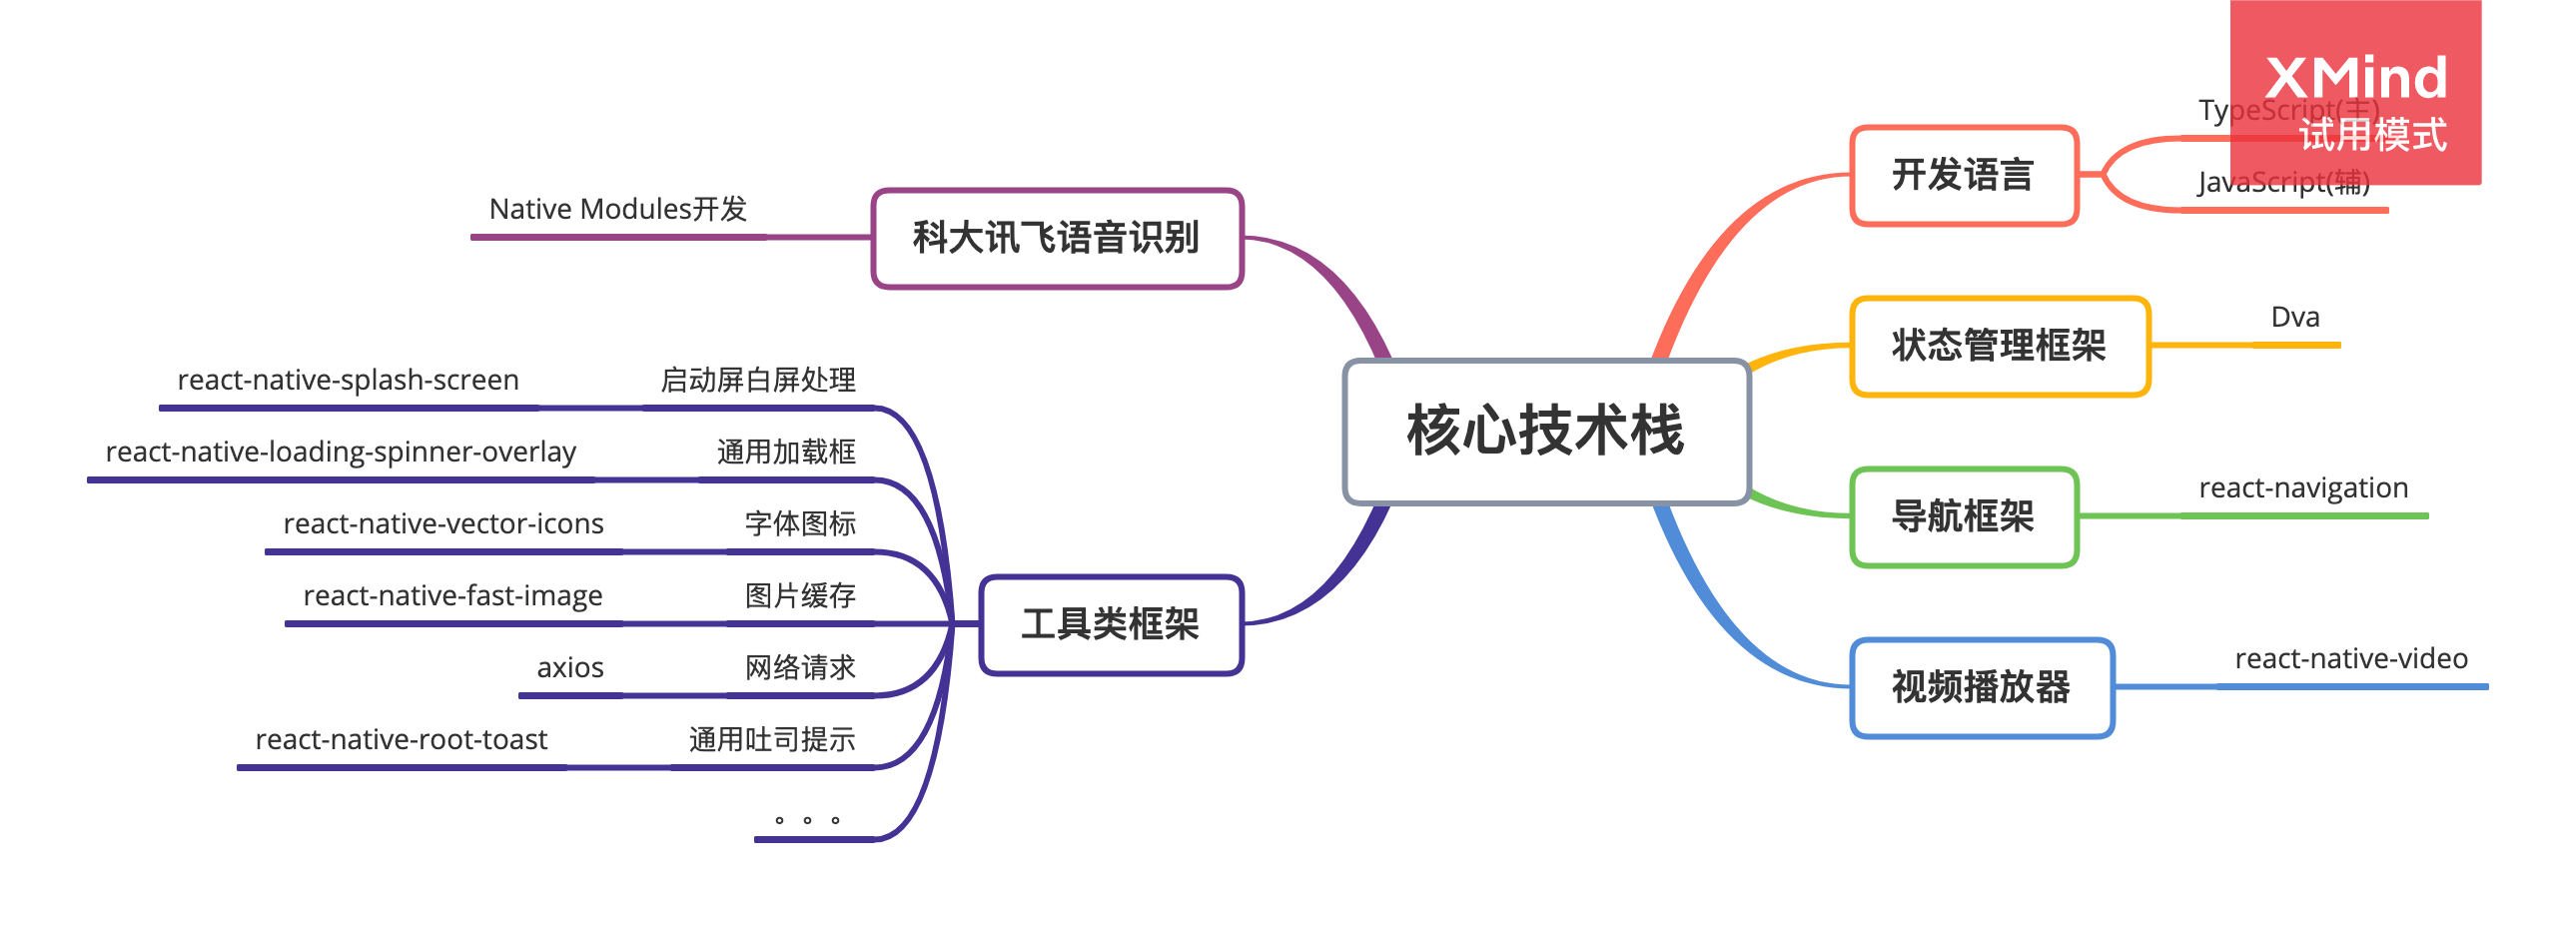 核心技术栈
开发语言
TypeScript(主)
JavaScript(辅)
状态管理框架
Dva
导航框架
react-navigation
视频播放器
react-native-video
科大讯飞语音识别
Native Modules开发
工具类框架
启动屏白屏处理
react-native-splash-screen
通用加载框
react-native-loading-spinner-overlay
字体图标
react-native-vector-icons
图片缓存
react-native-fast-image
网络请求
axios
通用吐司提示
react-native-root-toast
。。。
XMind
试用模式